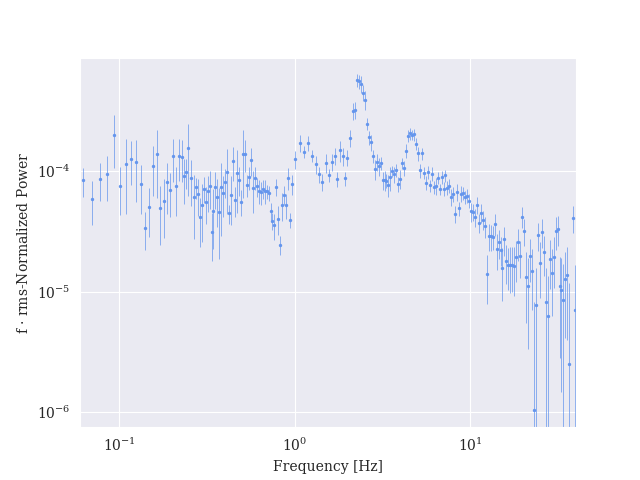 f · rms-Normalized Power
10⁻⁴
10⁻⁵
10⁻⁶
10⁻¹ 10⁰ 10¹
Frequency [Hz]